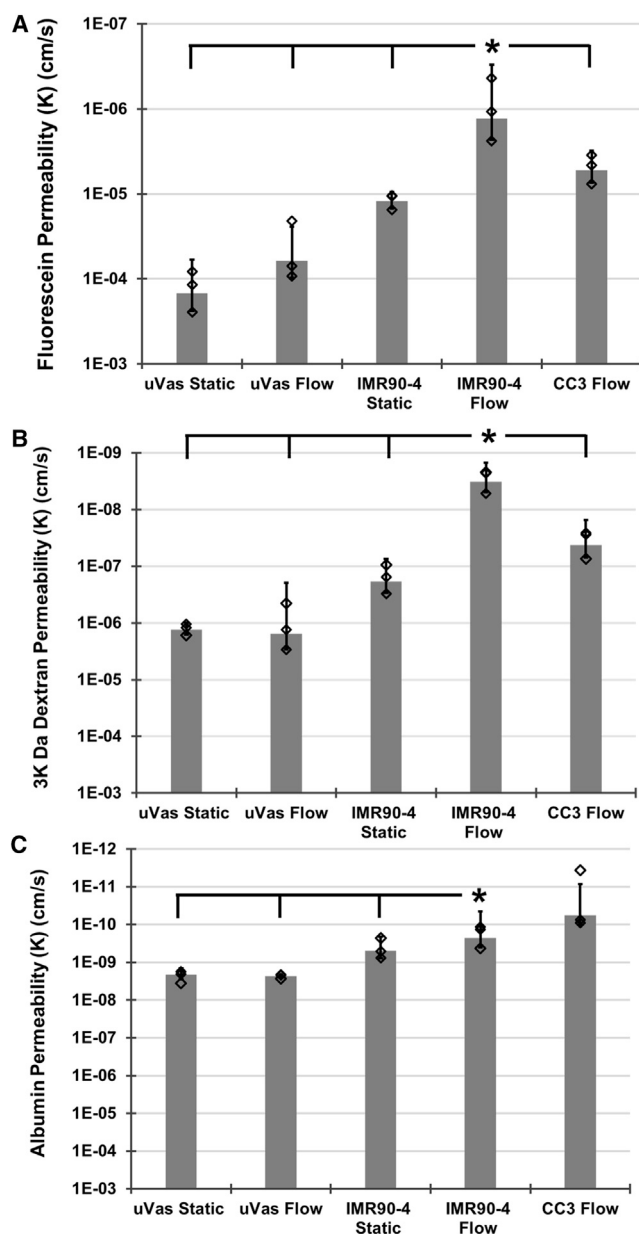 A
Fluorescein Permeability (K) (cm/s)
1E-07
1E-06
1E-05
1E-04
1E-03
*
uVas Static
uVas Flow
IMR90-4
Static
IMR90-4
Flow
CC3 Flow
B
3K Da Dextran Permeability (K) (cm/s)
1E-09
1E-08
1E-07
1E-06
1E-05
1E-04
1E-03
*
uVas Static
uVas Flow
IMR90-4
Static
IMR90-4
Flow
CC3 Flow
C
Albumin Permeability (K) (cm/s)
1E-12
1E-11
1E-10
1E-09
1E-08
1E-07
1E-06
1E-05
1E-04
1E-03
*
uVas Static
uVas Flow
IMR90-4
Static
IMR90-4
Flow
CC3 Flow